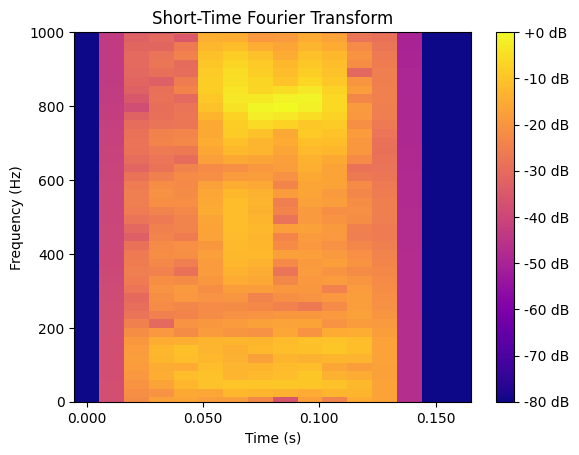 Short-Time Fourier Transform
1000
800
600
400
200
0
Frequency (Hz)
0.000
0.050
0.100
0.150
Time (s)
+0 dB
-10 dB
-20 dB
-30 dB
-40 dB
-50 dB
-60 dB
-70 dB
-80 dB